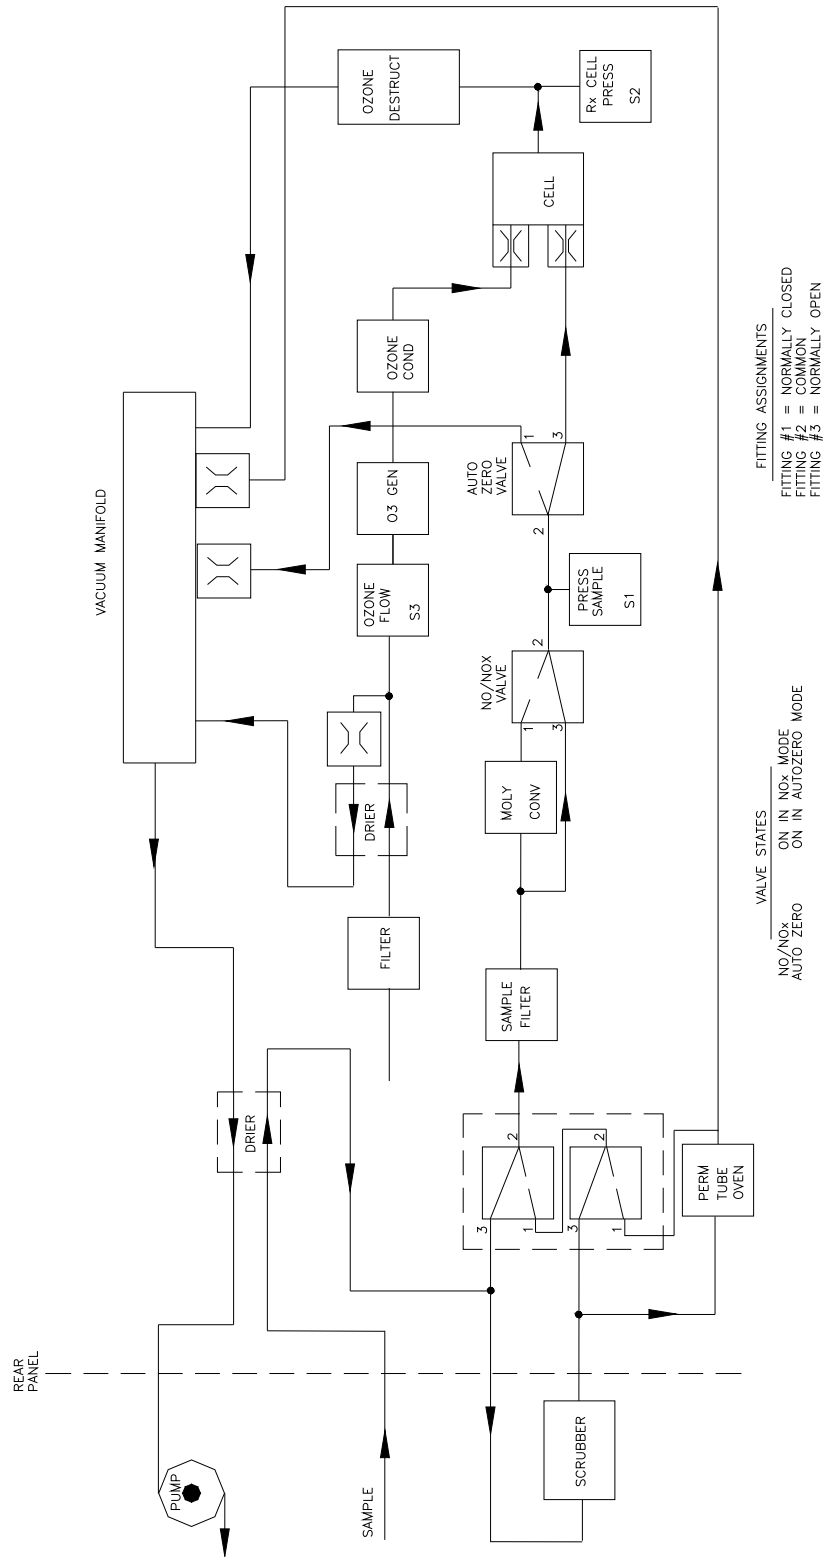 REAR
PANEL
PUMP
SAMPLE
SCRUBBER
DRIER
3
2
1
3
2
1
PERM
TUBE
OVEN
SAMPLE
FILTER
FILTER
DRIER
MOLY
CONV
NO/NOX
VALVE
1
3
2
PRESS
SAMPLE
S1
OZONE
FLOW
S3
O3 GEN
AUTO
ZERO
VALVE
2
1
3
OZONE
COND
CELL
Rx CELL
PRESS
S2
OZONE
DESTRUCT
VACUUM MANIFOLD
VALVE STATES
NO/NOx ON IN NOx MODE
AUTO ZERO ON IN AUTOZERO MODE
FITTING ASSIGNMENTS
FITTING #1 = NORMALLY CLOSED
FITTING #2 = COMMON
FITTING #3 = NORMALLY OPEN